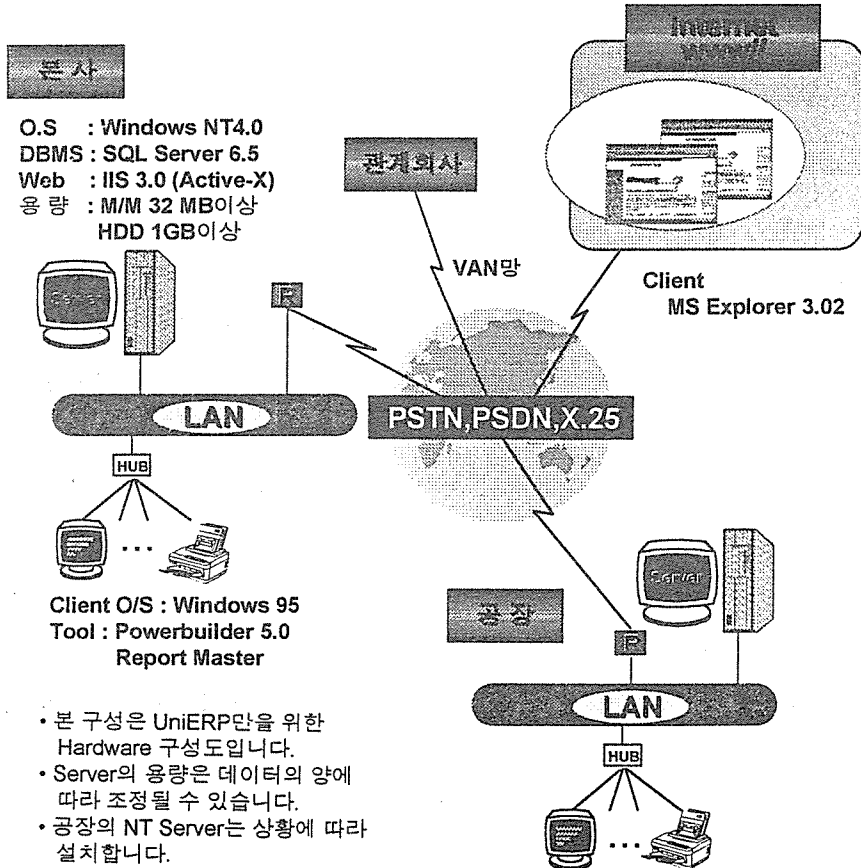 본 사
O.S : Windows NT4.0
DBMS : SQL Server 6.5
Web : IIS 3.0 (Active-X)
용 량 : M/M 32 MB이상
HDD 1GB이상
Server
LAN
HUB
...
Client O/S : Windows 95
Tool : Powerbuilder 5.0
Report Master
• 본 구성은 UniERP만을 위한
Hardware 구성도입니다.
• Server의 용량은 데이터의 양에
따라 조정될 수 있습니다.
• 공장의 NT Server는 상황에 따라
설치합니다.
관계회사
VAN망
PSTN,PSDN,X.25
Internet
Client
MS Explorer 3.02
공 장
Server
LAN
HUB
...